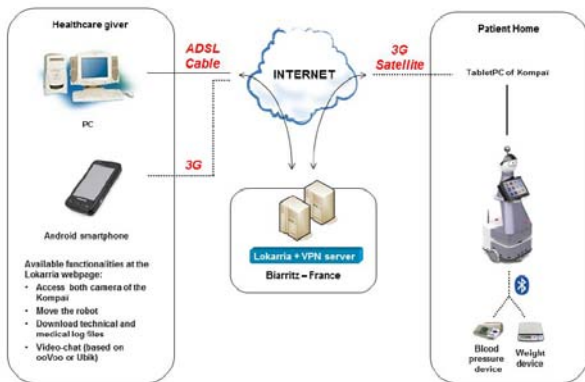 Healthcare giver
PC
Android smartphone
Available functionalities at the
Lokarria webpage:
• Access both camera of the
Kompaï
• Move the robot
• Download technical and
medical log files
• Video-chat (based on
ooVoo or Ubik)
ADSL
Cable
3G
INTERNET
3G
Satellite
Lokarria + VPN server
Biarritz – France
Patient Home
TabletPC of Kompaï
Blood
pressure
device
Weight
device